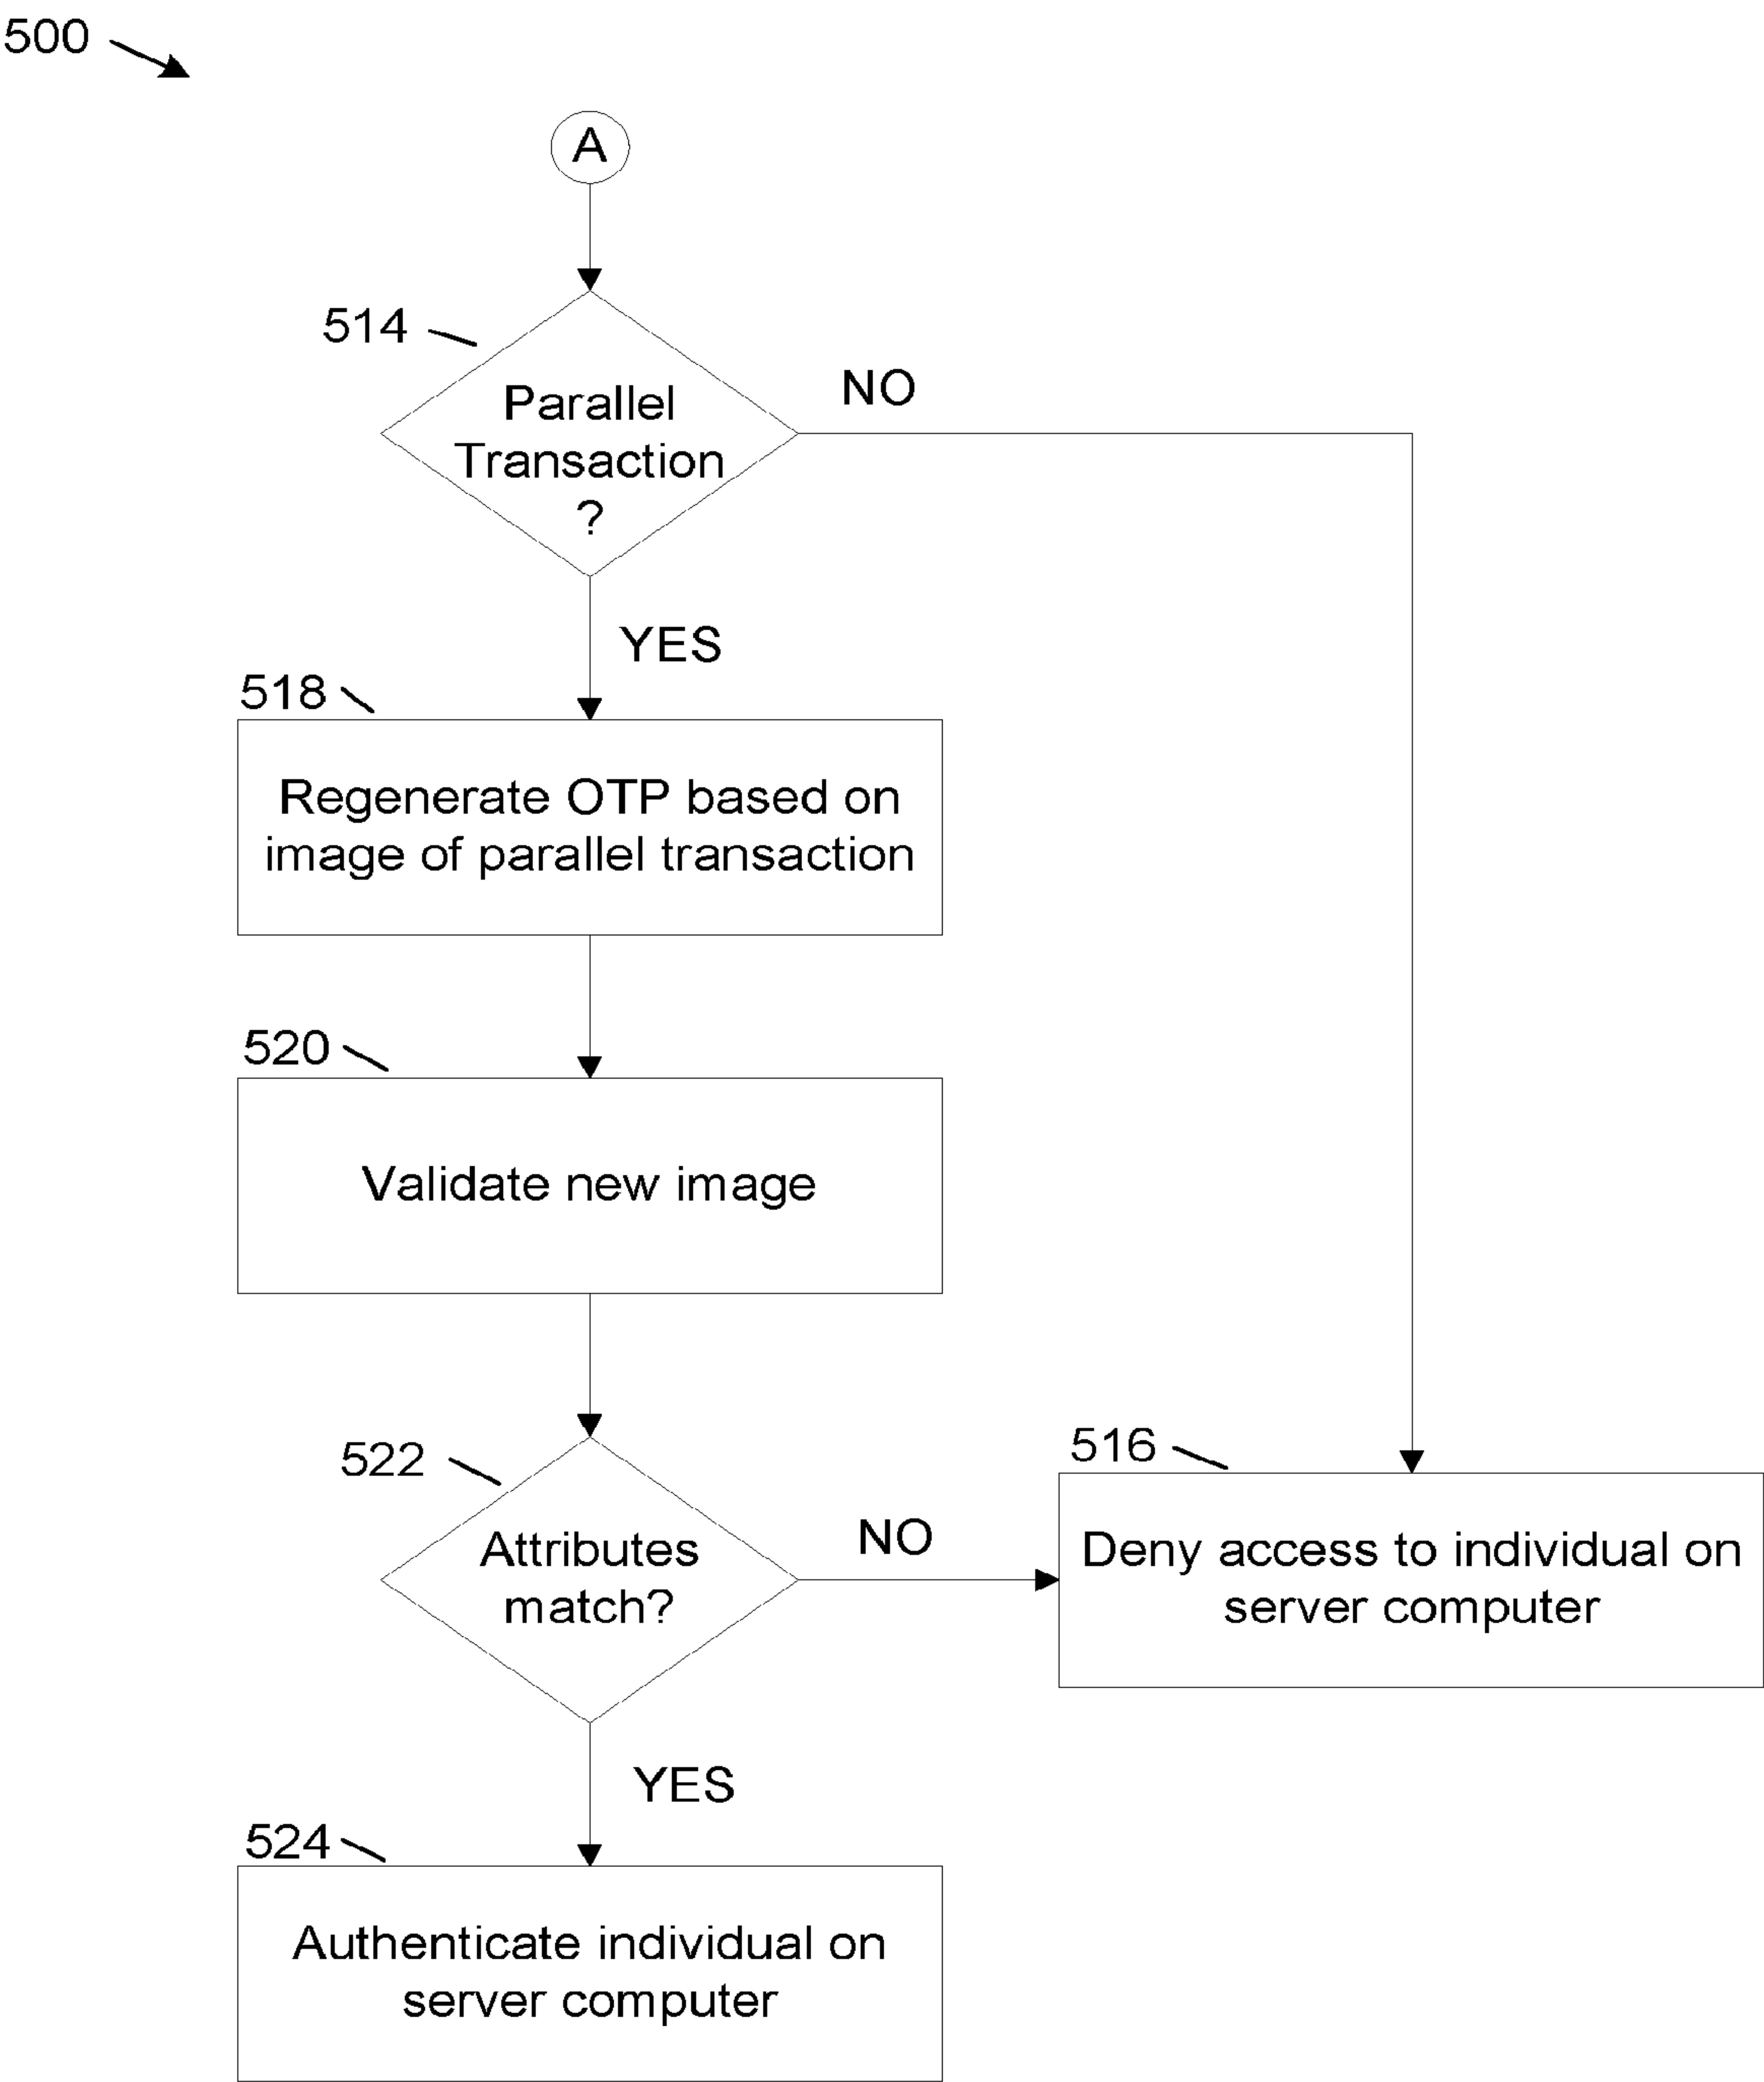 500
A
514
Parallel
Transaction
?
NO
YES
518
Regenerate OTP based on
image of parallel transaction
520
Validate new image
522
Attributes
match?
NO
516
Deny access to individual on
server computer
YES
524
Authenticate individual on
server computer